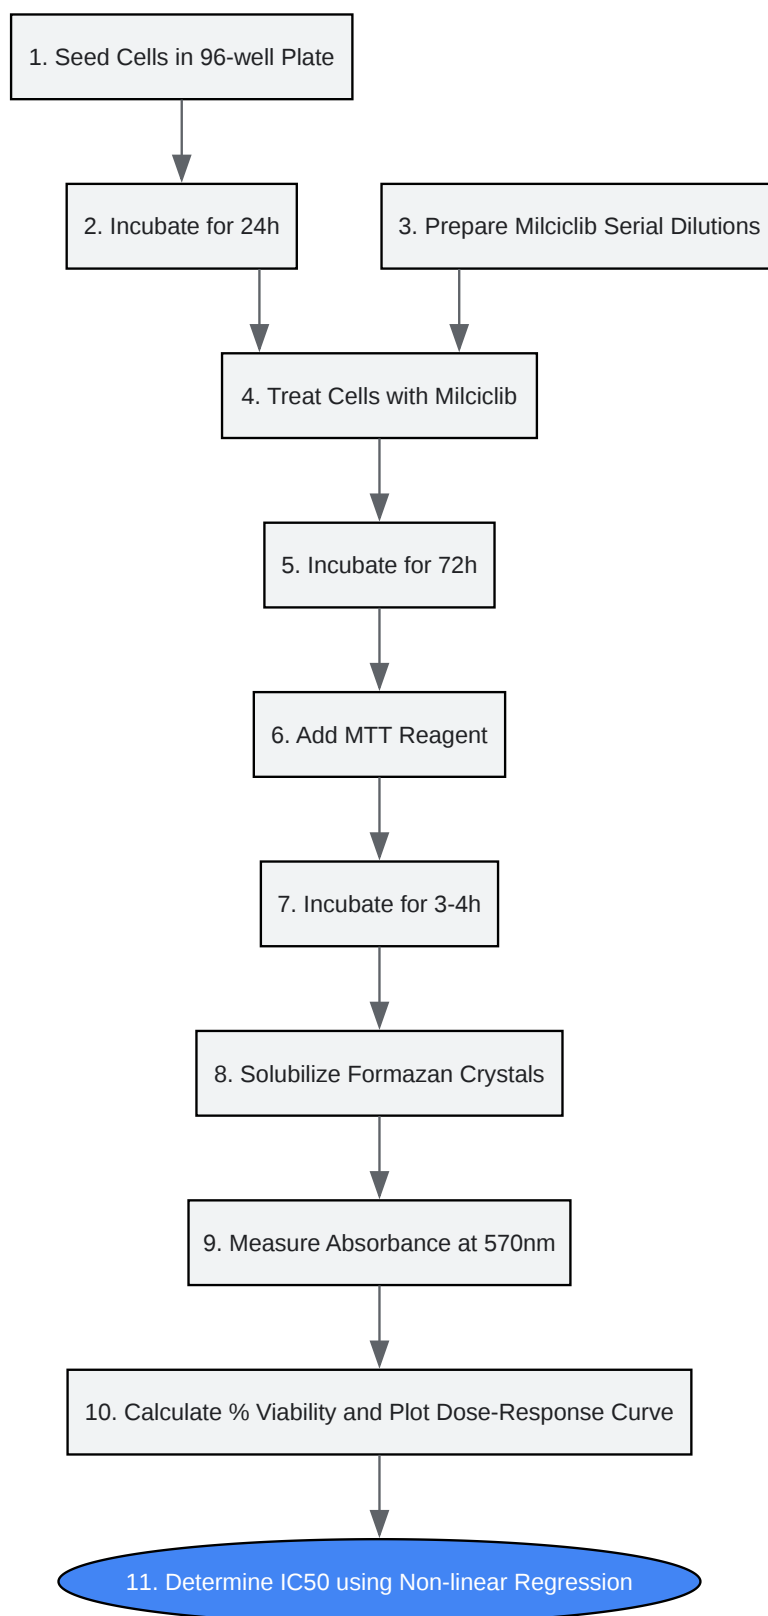 1. Seed Cells in 96-well Plate
2. Incubate for 24h
3. Prepare Milciclib Serial Dilutions
4. Treat Cells with Milciclib
5. Incubate for 72h
6. Add MTT Reagent
7. Incubate for 3-4h
8. Solubilize Formazan Crystals
9. Measure Absorbance at 570nm
10. Calculate % Viability and Plot Dose-Response Curve
11. Determine IC50 using Non-linear Regression